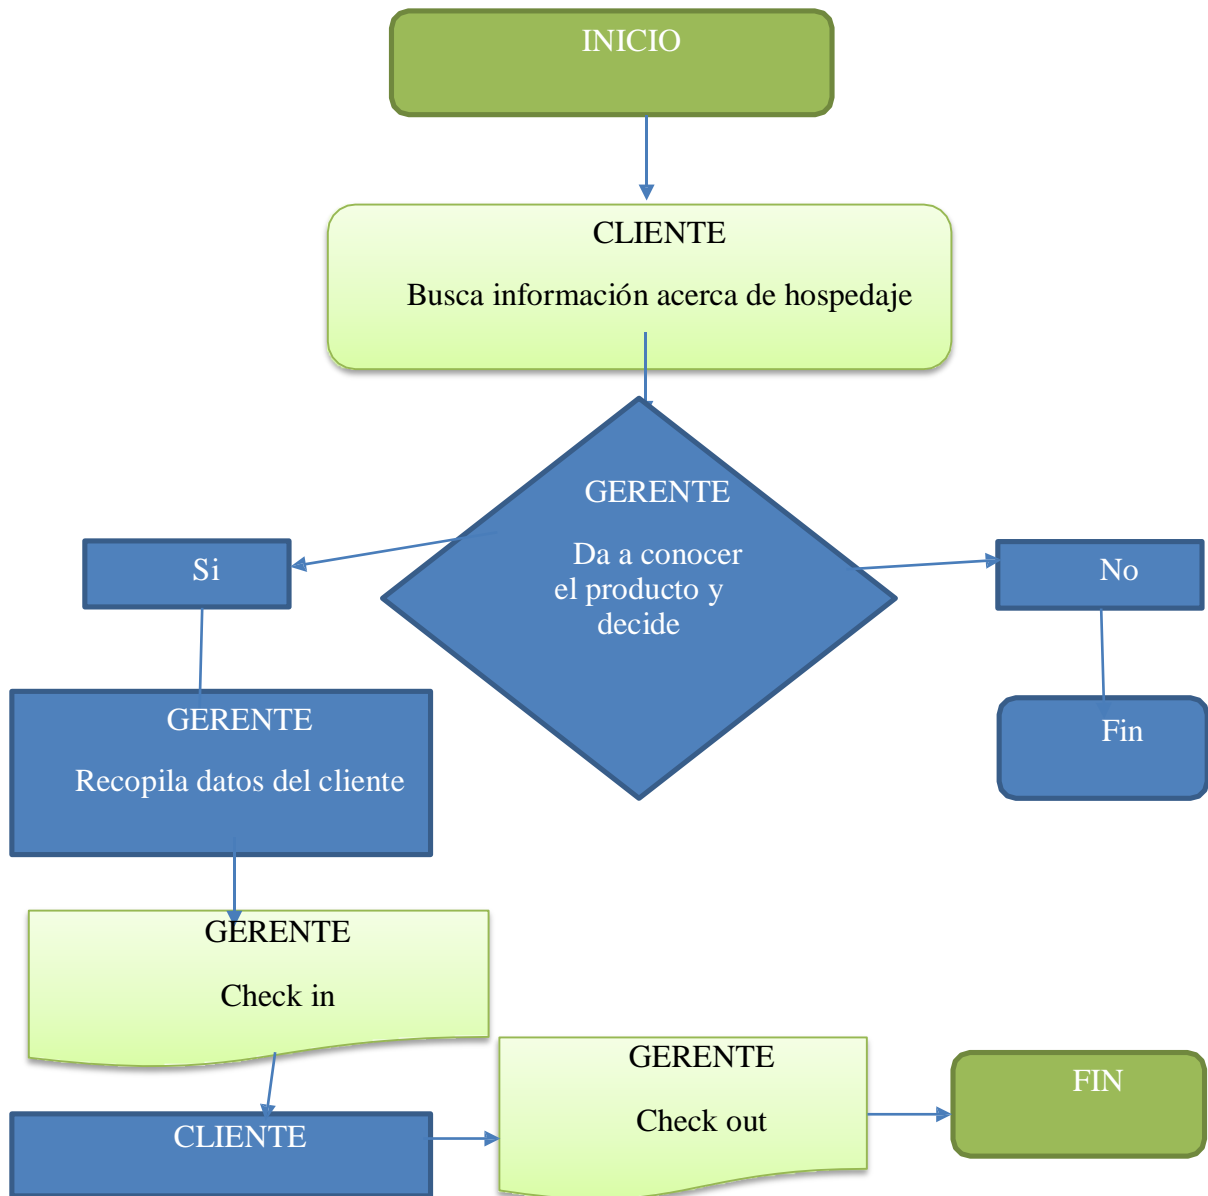 INICIO
CLIENTE
Busca información acerca de hospedaje
GERENTE
Da a conocer
el producto y
decide
Si
No
GERENTE
Recopila datos del cliente
Fin
GERENTE
Check in
CLIENTE
GERENTE
Check out
FIN